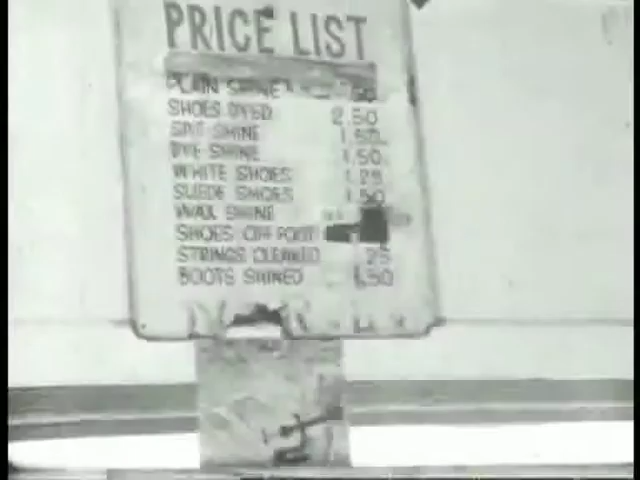 PRICE LIST
PLAIN SHINE
SHOES DYED 2.50
SPIT SHINE 1.50
DYE SHINE 1.50
WHITE SHOES 1.25
SUEDE SHOES 1.50
WAX SHINE
SHOES OFF FOOT
STRINGS CLEANED 25
BOOTS SHINED 1.50